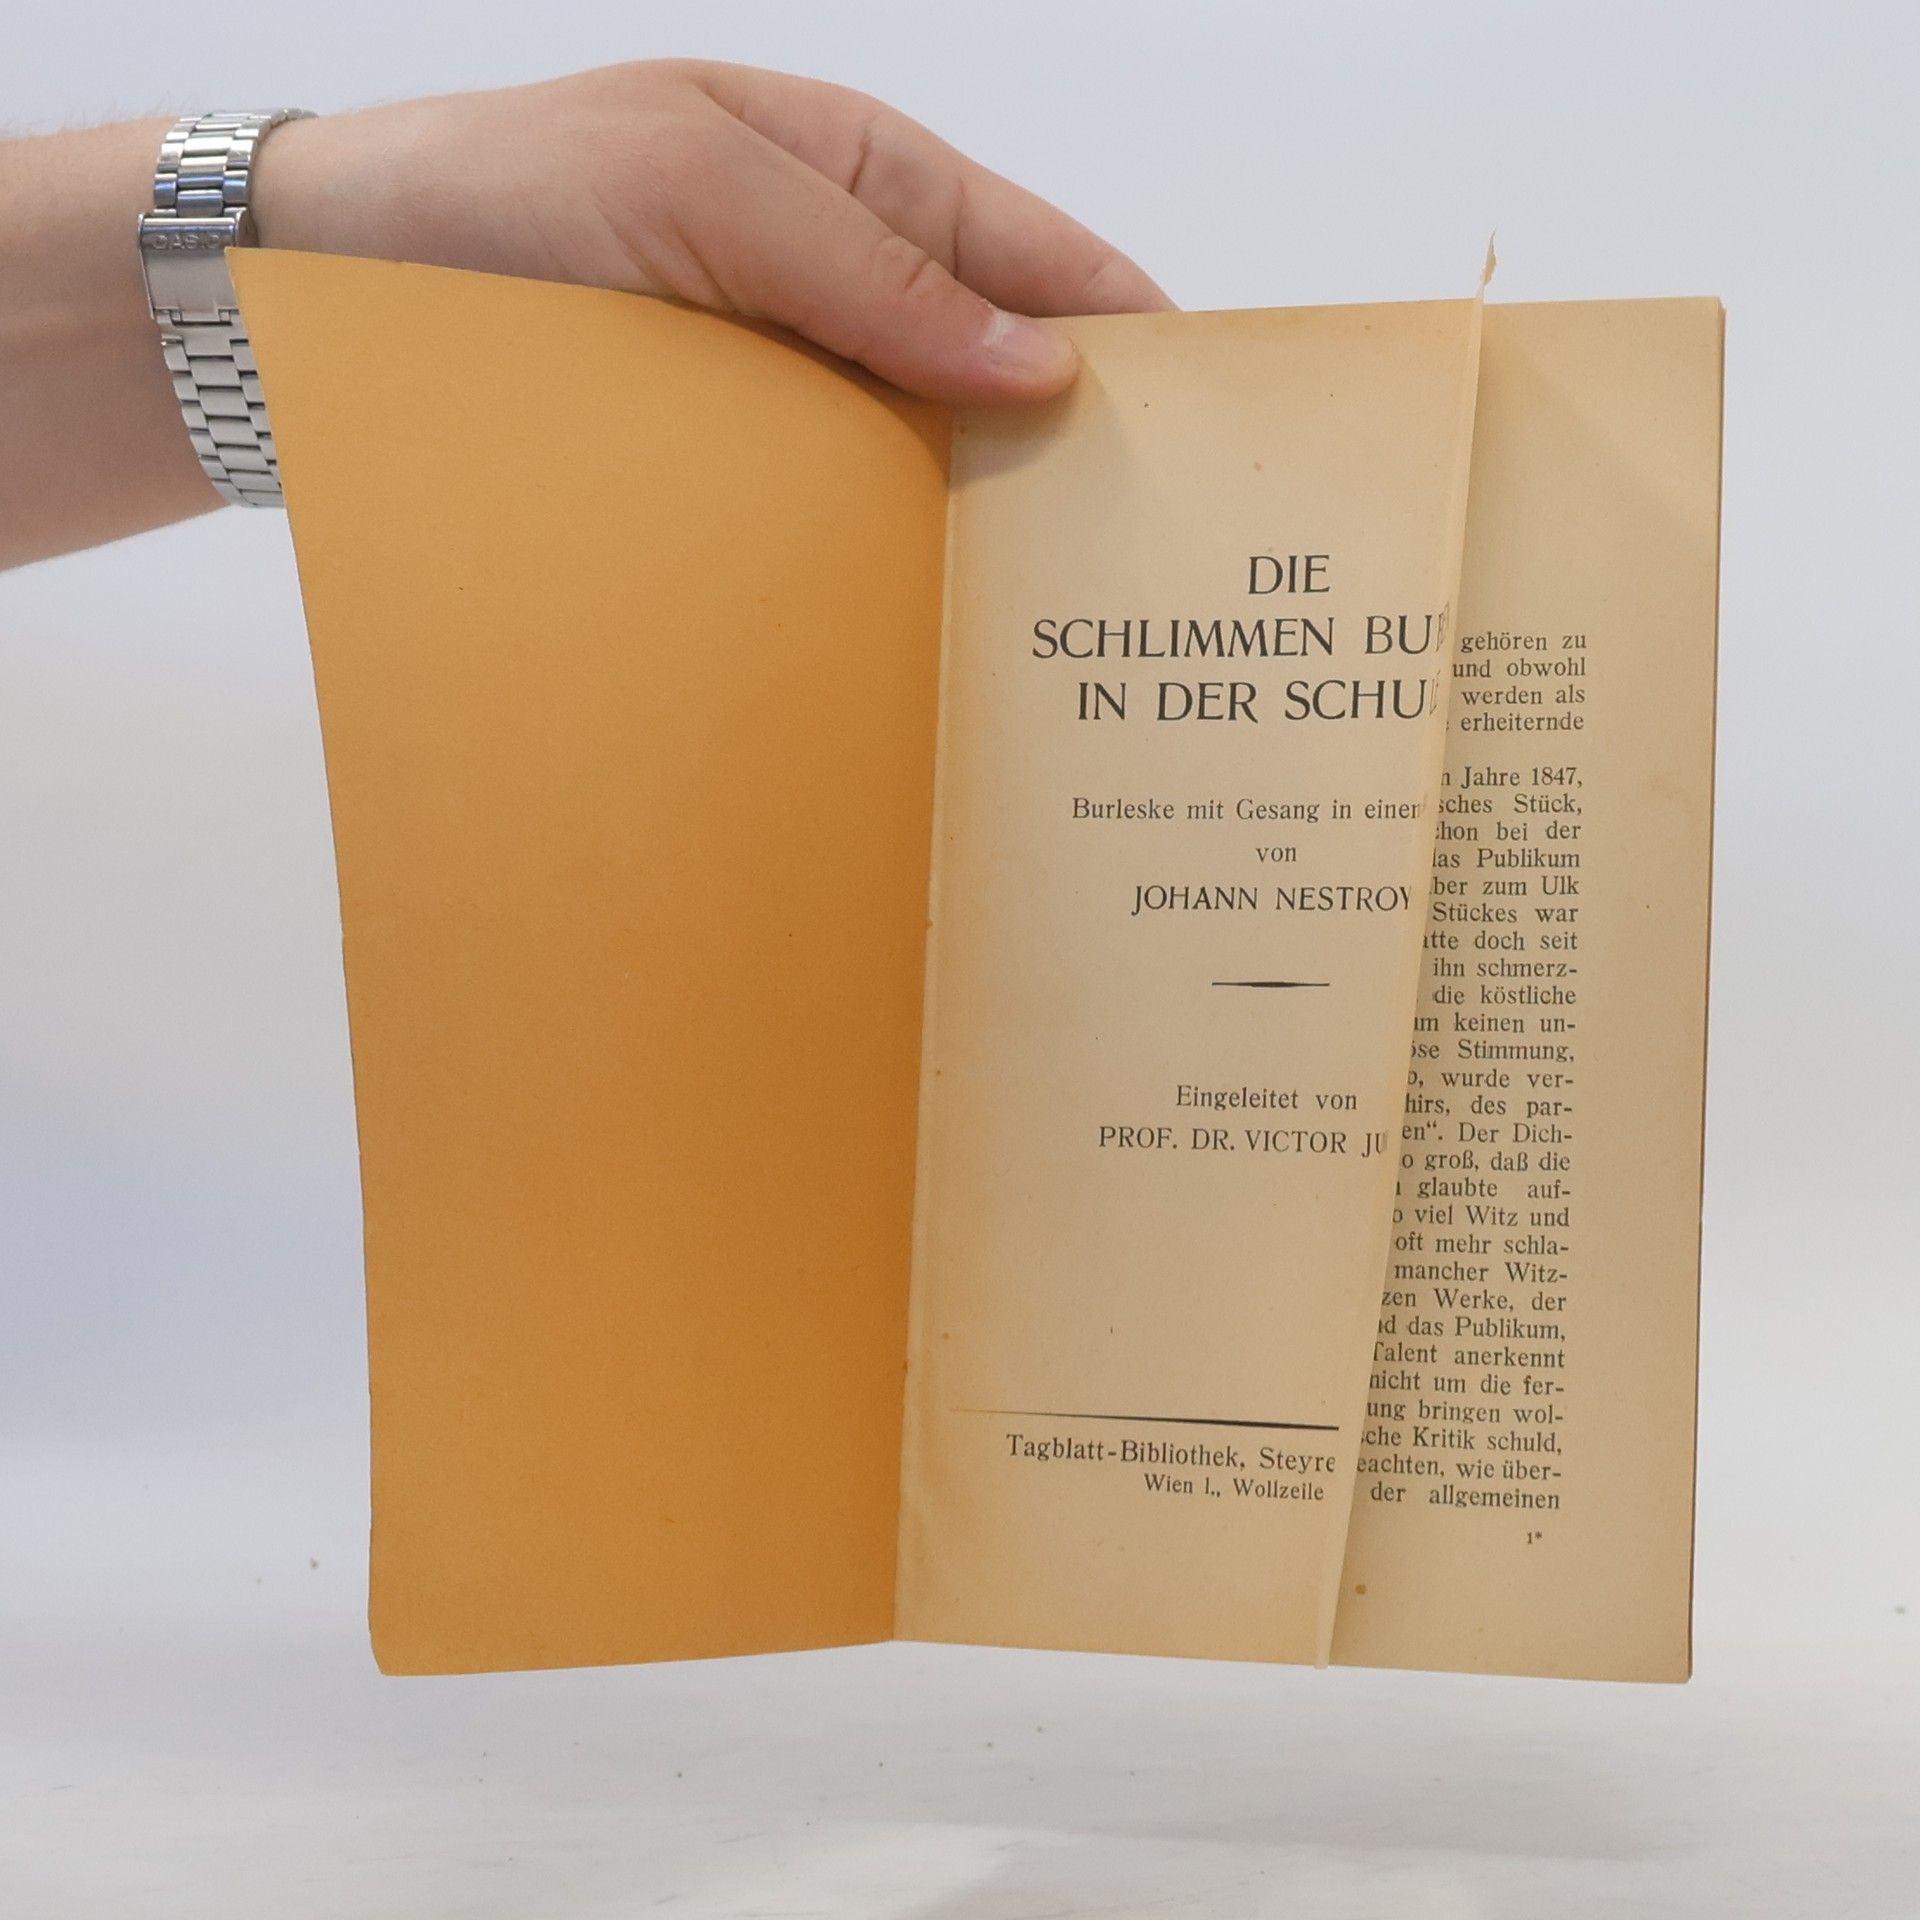 CASIO
DIE
SCHLIMMEN BU
IN DER SCHUL
Burleske mit Gesang in einem
von
JOHANN NESTROY
Eingeleitet von
PROF. DR. VICTOR JU
Tagblatt-Bibliothek, Steyre
Wien I., Wollzeile
gehören zu
und obwohl
werden als
erheiternde
Jahre 1847,
sches Stück,
chon bei der
das Publikum
ber zum Ulk
Stückes war
atte doch seit
ihn schmerz-
die köstliche
um keinen un-
öse Stimmung,
wurde ver-
hirs, des par-
en“. Der Dich-
o groß, daß die
glaubte auf-
o viel Witz und
oft mehr schla-
mancher Witz-
zen Werke, der
nd das Publikum,
Talent anerkennt
nicht um die fer-
ung bringen wol-
sche Kritik schuld,
eachten, wie über-
der allgemeinen
1*